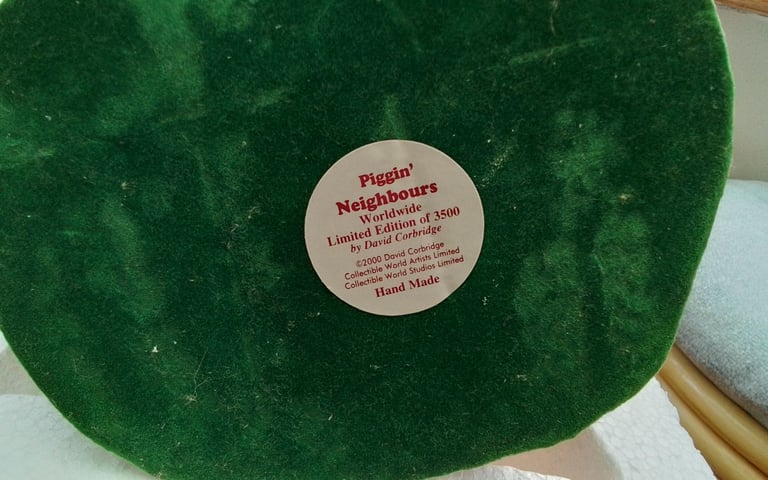 Piggin'
Neighbours
Worldwide
Limited Edition of 3500
by David Corbridge
©2000 David Corbridge
Collectible World Artists Limited
Collectible World Studios Limited
Hand Made